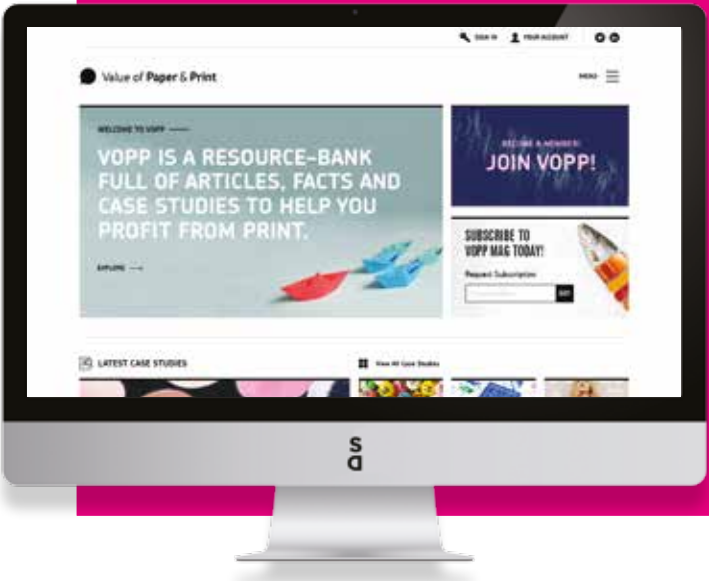 SIGN IN
YOUR ACCOUNT
Value of Paper & Print
MENU
WELCOME TO VOPP
VOPP IS A RESOURCE-BANK
FULL OF ARTICLES, FACTS AND
CASE STUDIES TO HELP YOU
PROFIT FROM PRINT.
EXPLORE
BECOME A MEMBER!
JOIN VOPP!
SUBSCRIBE TO
VOPP MAG TODAY!
Request Subscription
LATEST CASE STUDIES
View All Case Studies
sa